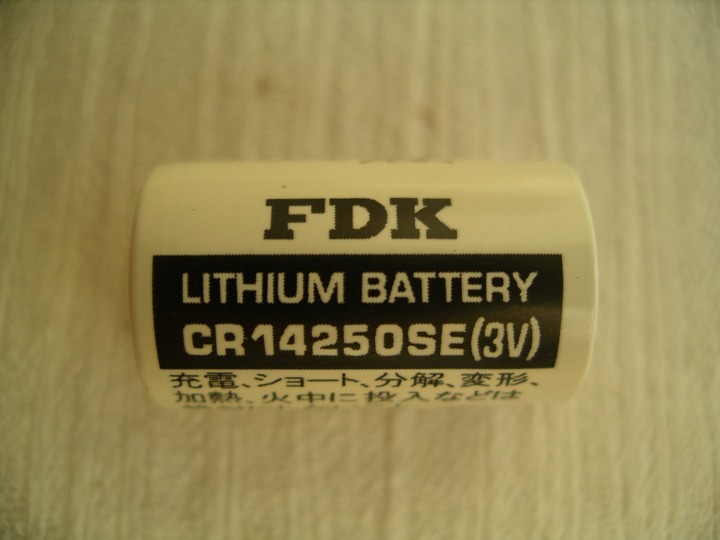 FDK
LITHIUM BATTERY
CR14250SE(3V)
充電、ショート、分解、変形、
加熱、火中に投入などは